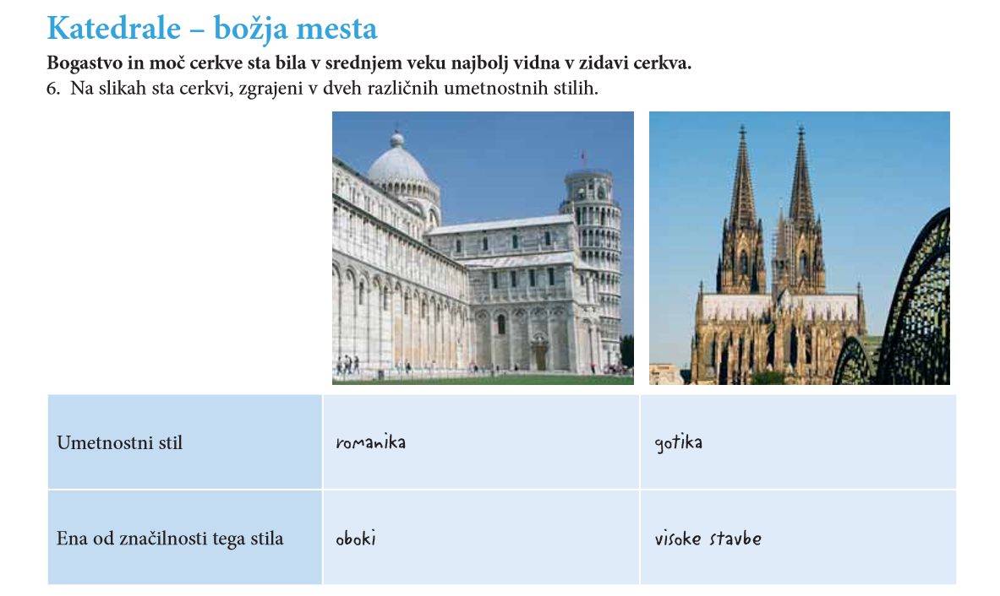 Katedrale – božja mesta
Bogastvo in moč cerkve sta bila v srednjem veku najbolj vidna v zidavi cerkva.
6. Na slikah sta cerkvi, zgrajeni v dveh različnih umetnostnih stilih.
Umetnostni stil
romanika
gotika
Ena od značilnosti tega stila
oboki
visoke stavbe